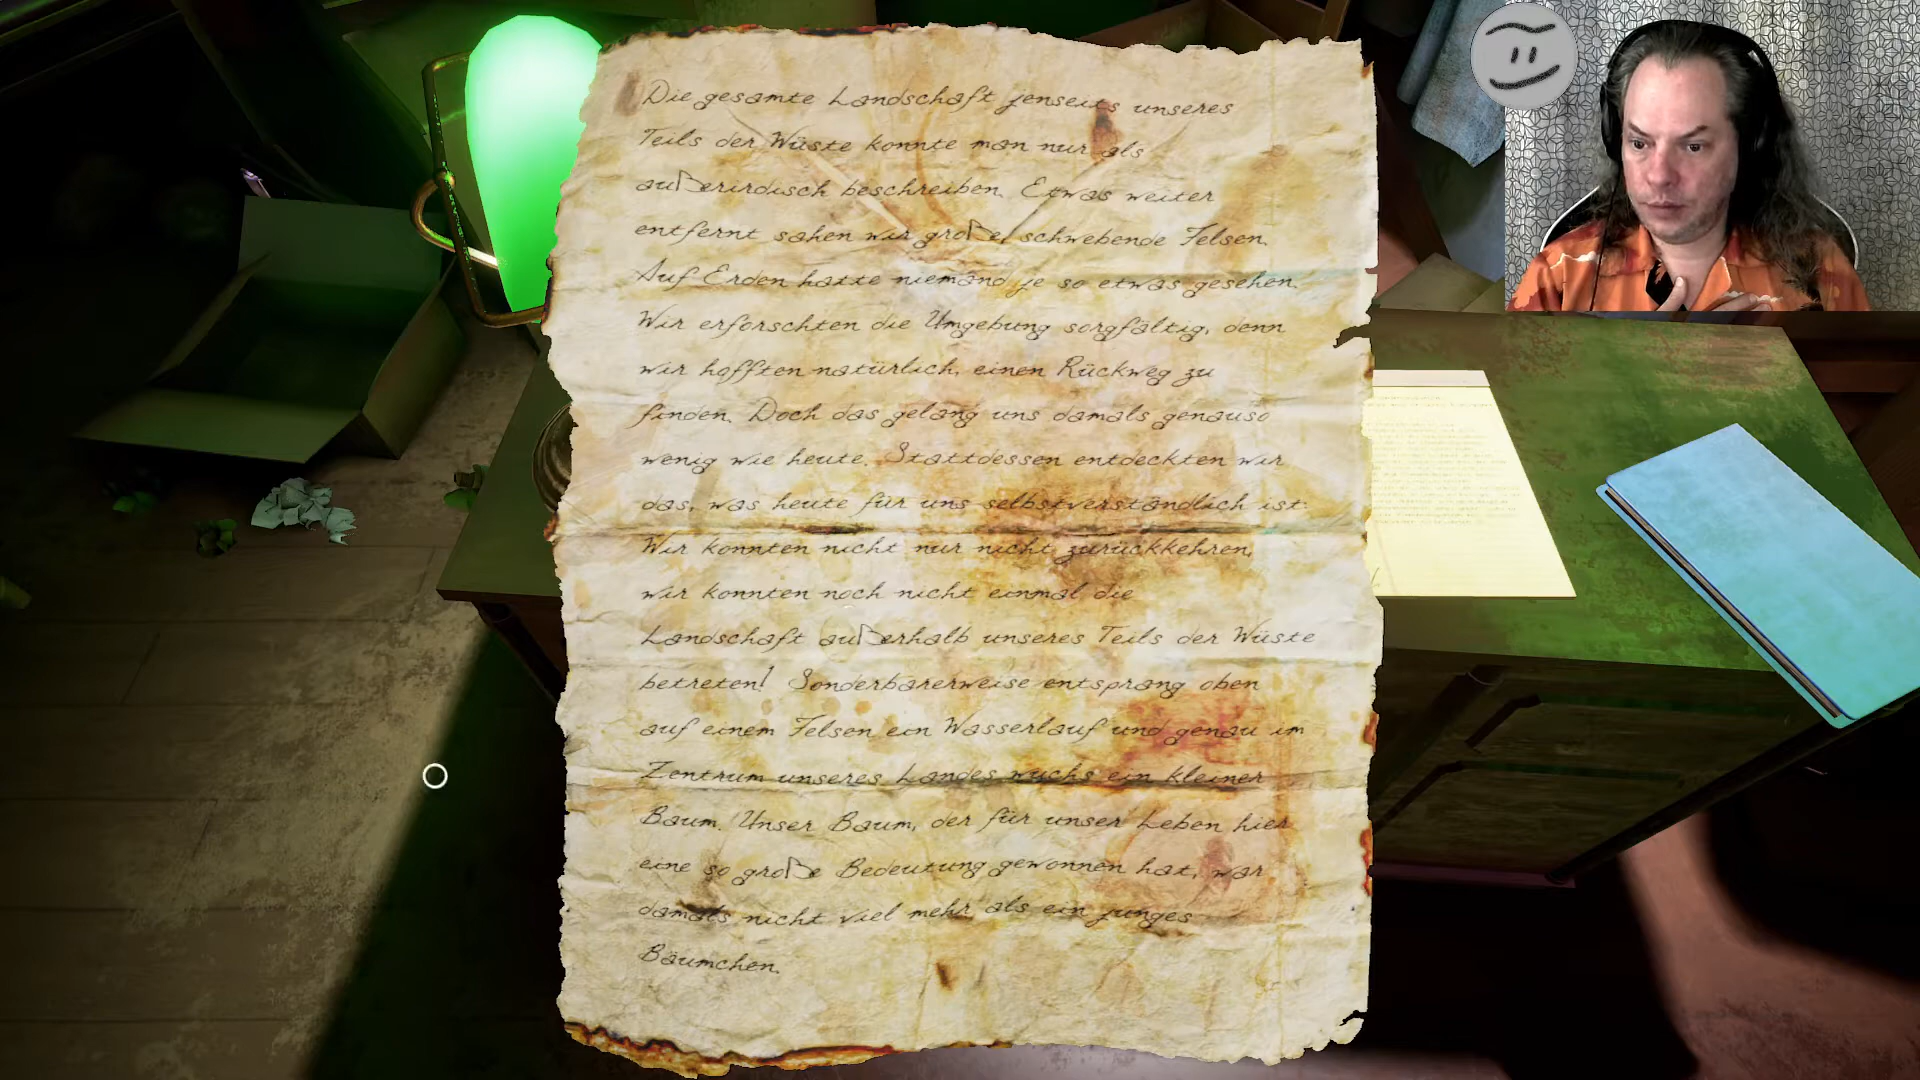 Die gesamte Landschaft jenseits unseres
Teils der Wüste konnte man nur als
außerirdisch beschreiben. Etwas weiter
entfernt sahen wir große, schwebende Felsen.
Auf Erden hatte niemand je so etwas gesehen.
Wir erforschten die Umgebung sorgfältig, denn
wir hofften natürlich, einen Rückweg zu
finden. Doch das gelang uns damals genauso
wenig wie heute. Stattdessen entdeckten wir
das, was heute für uns selbstverständlich ist:
Wir konnten nicht nur nicht zurückkehren,
wir konnten noch nicht einmal die
Landschaft außerhalb unseres Teils der Wüste
betreten! Sonderbarerweise entsprang oben
auf einem Felsen ein Wasserlauf und genau im
Zentrum unseres Landes wuchs ein kleiner
Baum. Unser Baum, der für unser Leben hier
eine so große Bedeutung gewonnen hat, war
damals nicht viel mehr als ein junges
Bäumchen.